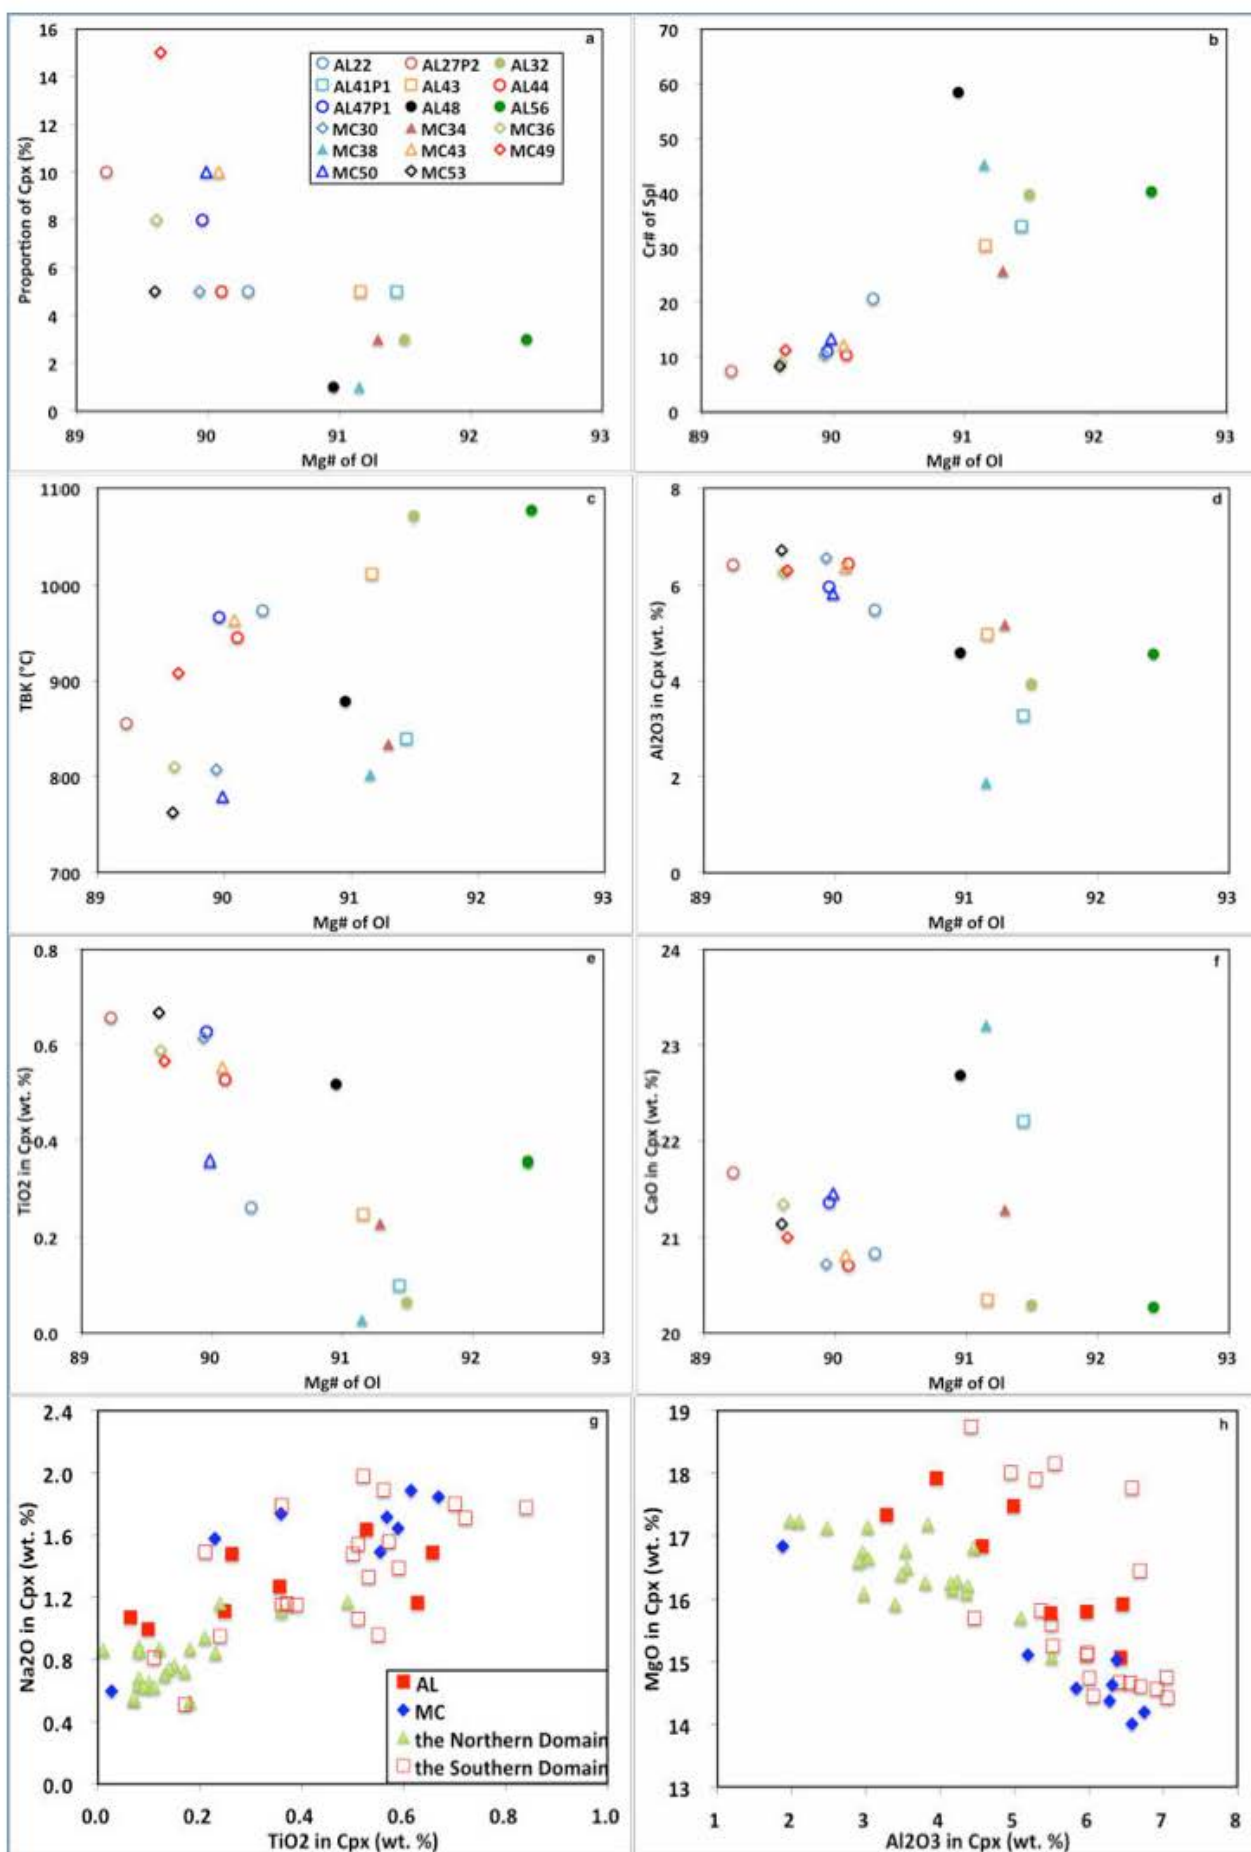 a
16
14
12
10
8
6
4
2
0
Proportion of Cpx (%)
AL22 AL27P2 AL32
AL41P1 AL43 AL44
AL47P1 AL48 AL56
MC30 MC34 MC36
MC38 MC43 MC49
MC50 MC53
89 90 91 92 93
Mg# of Ol
b
70
60
50
40
30
20
10
0
Cr# of Spl
89 90 91 92 93
Mg# of Ol
c
1100
1000
900
800
700
TBK (°C)
89 90 91 92 93
Mg# of Ol
d
8
6
4
2
0
Al2O3 in Cpx (wt. %)
89 90 91 92 93
Mg# of Ol
e
0.8
0.6
0.4
0.2
0.0
TiO2 in Cpx (wt. %)
89 90 91 92 93
Mg# of Ol
f
24
23
22
21
20
CaO in Cpx (wt. %)
89 90 91 92 93
Mg# of Ol
g
2.4
2.0
1.6
1.2
0.8
0.4
0.0
Na2O in Cpx (wt. %)
AL
MC
the Northern Domain
the Southern Domain
0.0 0.2 0.4 0.6 0.8 1.0
TiO2 in Cpx (wt. %)
h
19
18
17
16
15
14
13
MgO in Cpx (wt. %)
1 2 3 4 5 6 7 8
Al2O3 in Cpx (wt. %)